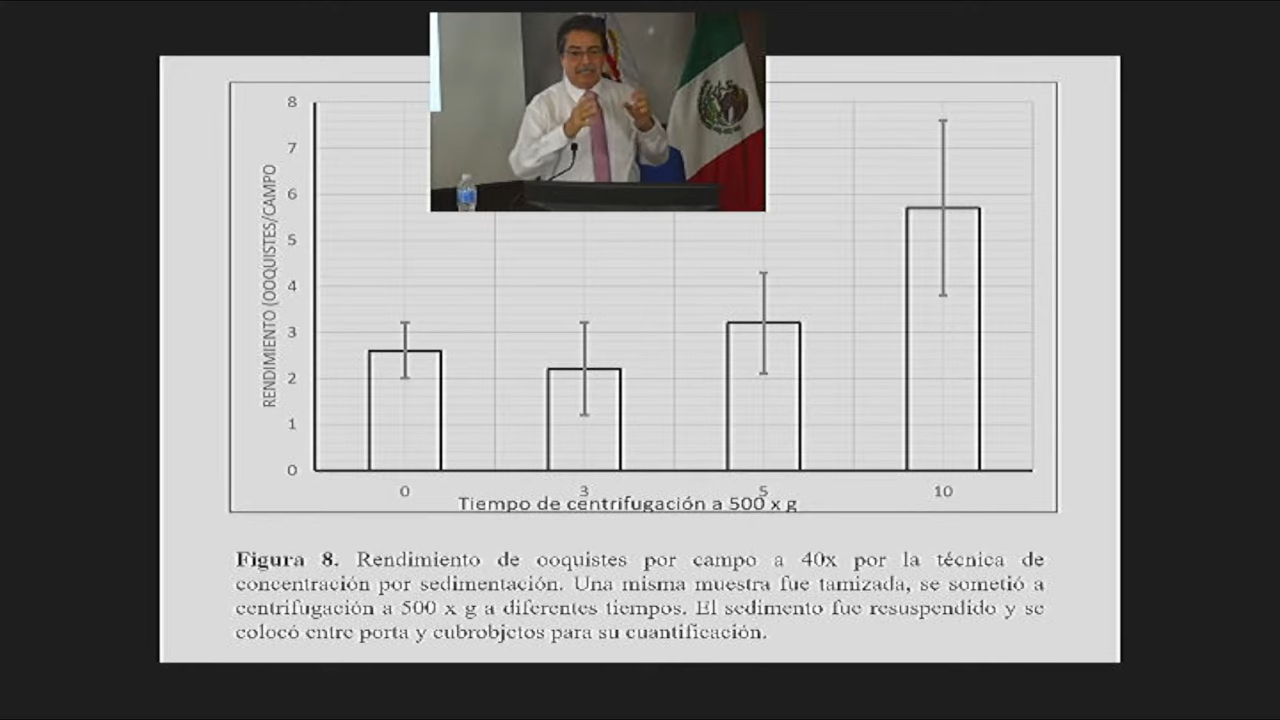 8
7
6
5
4
3
2
1
0
RENDIMIENTO (OOQUISTES/CAMPO
0 3 5 10
Tiempo de centrifugación a 500 x g
Figura 8. Rendimiento de ooquistes por campo a 40x por la técnica de
concentración por sedimentación. Una misma muestra fue tamizada, se sometió a
centrifugación a 500 x g a diferentes tiempos. El sedimento fue resuspendido y se
colocó entre porta y cubrobjetos para su cuantificación.